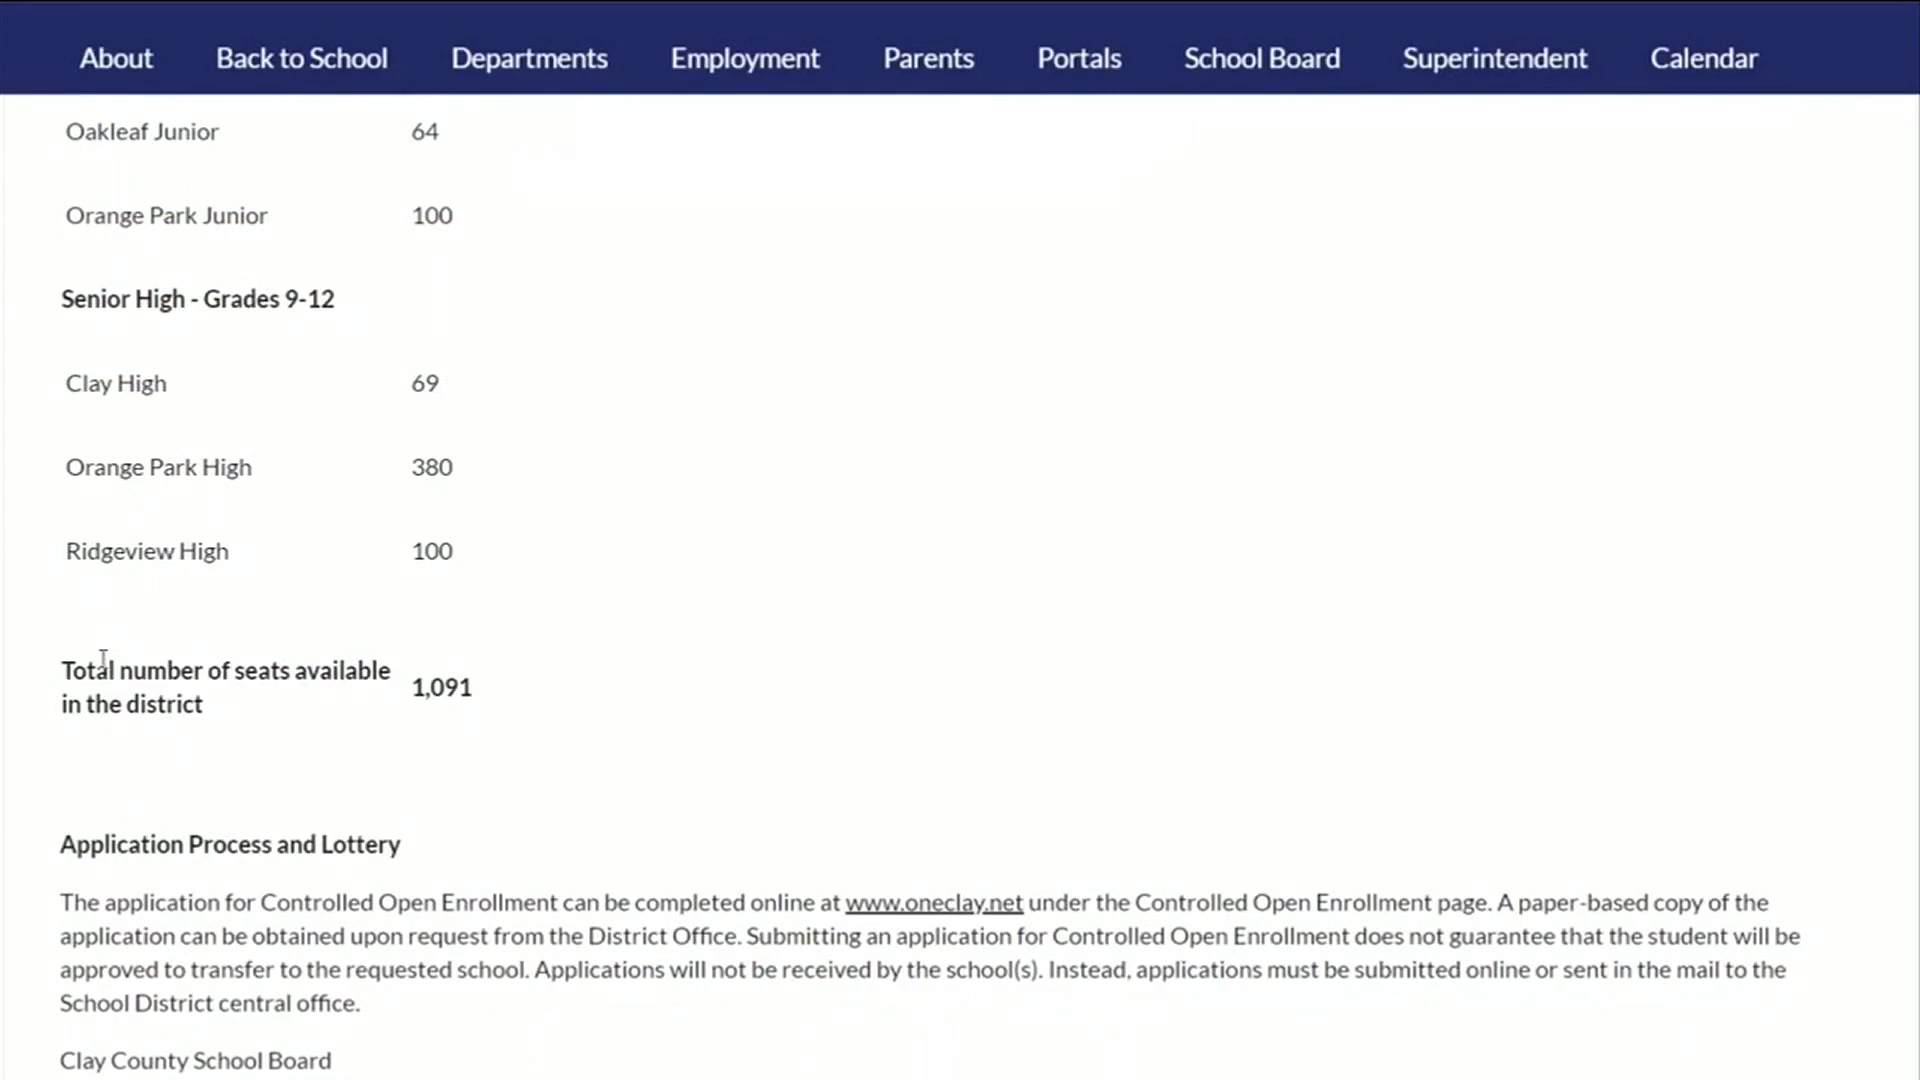 About Back to School Departments Employment Parents Portals School Board Superintendent Calendar
Oakleaf Junior 64
Orange Park Junior 100
Senior High - Grades 9-12
Clay High 69
Orange Park High 380
Ridgeview High 100
Total number of seats available
in the district 1,091
Application Process and Lottery
The application for Controlled Open Enrollment can be completed online at www.oneclay.net under the Controlled Open Enrollment page. A paper-based copy of the
application can be obtained upon request from the District Office. Submitting an application for Controlled Open Enrollment does not guarantee that the student will be
approved to transfer to the requested school. Applications will not be received by the school(s). Instead, applications must be submitted online or sent in the mail to the
School District central office.
Clay County School Board